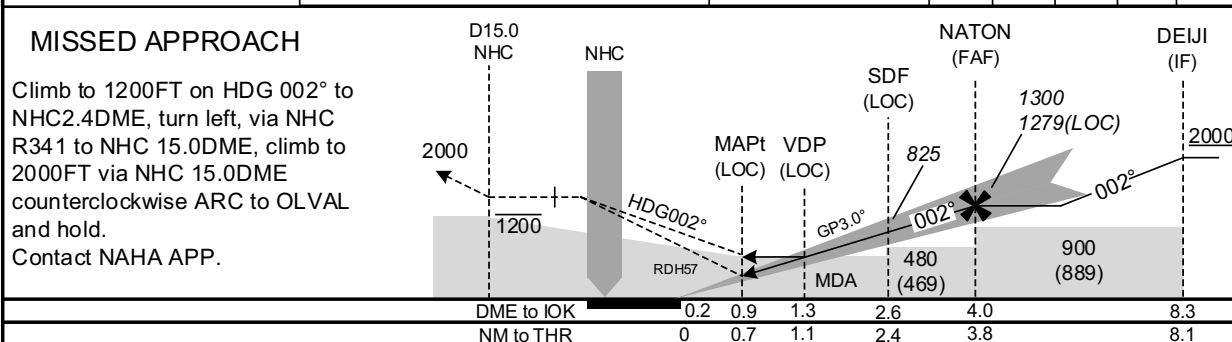 MISSED APPROACH
Climb to 1200FT on HDG 002° to
NHC2.4DME, turn left, via NHC
R341 to NHC 15.0DME, climb to
2000FT via NHC 15.0DME
counterclockwise ARC to OLVAL
and hold.
Contact NAHA APP.
D15.0
NHC
NHC
MAPt
(LOC)
VDP
(LOC)
SDF
(LOC)
NATON
(FAF)
DEIJI
(IF)
2000
1200
HDG002°
RDH57
GP3.0°
825
1300
1279(LOC)
002°
002°
2000
MDA
480
(469)
900
(889)
DME to IOK 0.2 0.9 1.3 2.6 4.0 8.3
NM to THR 0 0.7 1.1 2.4 3.8 8.1